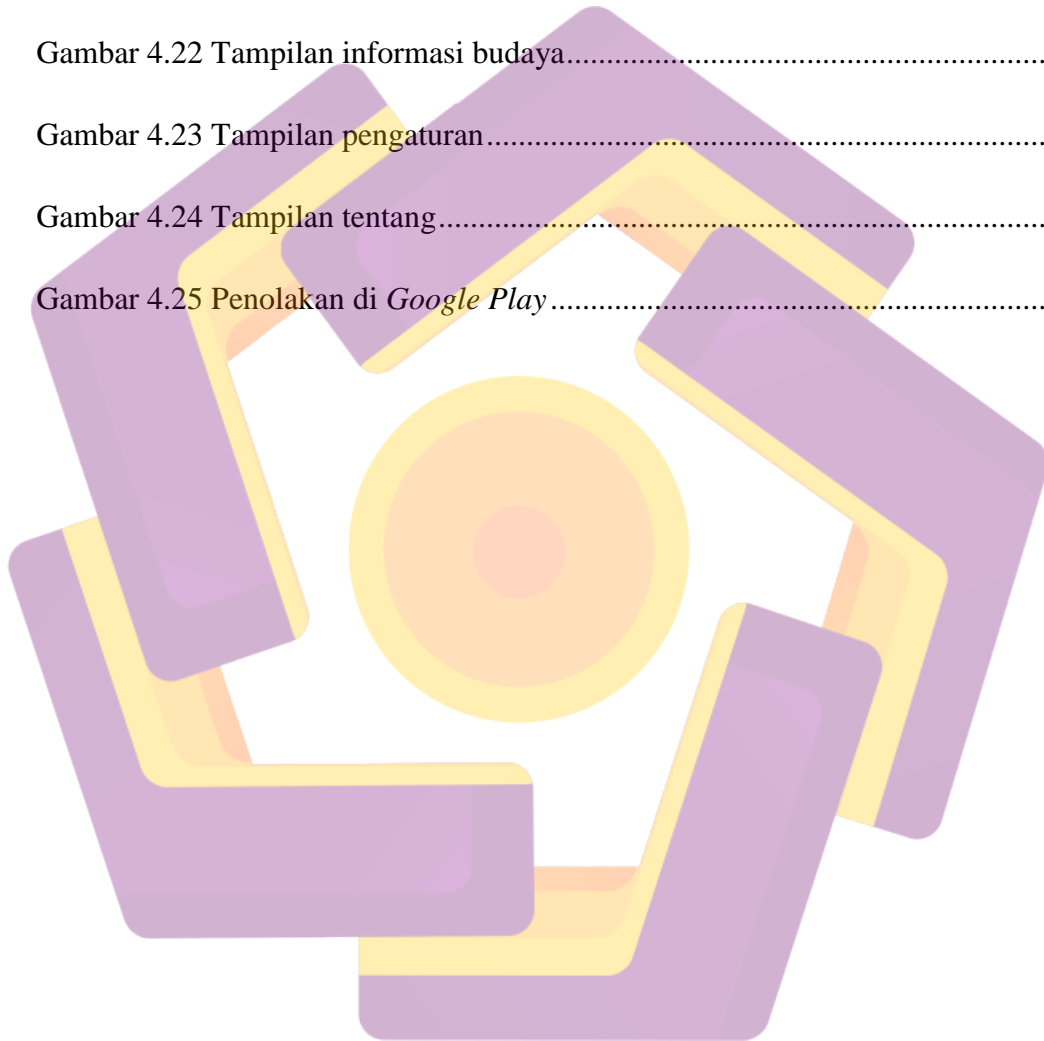 Gambar 4.22 Tampilan informasi budaya..........................................................
Gambar 4.23 Tampilan pengaturan....................................................................
Gambar 4.24 Tampilan tentang..........................................................................
Gambar 4.25 Penolakan di Google Play............................................................